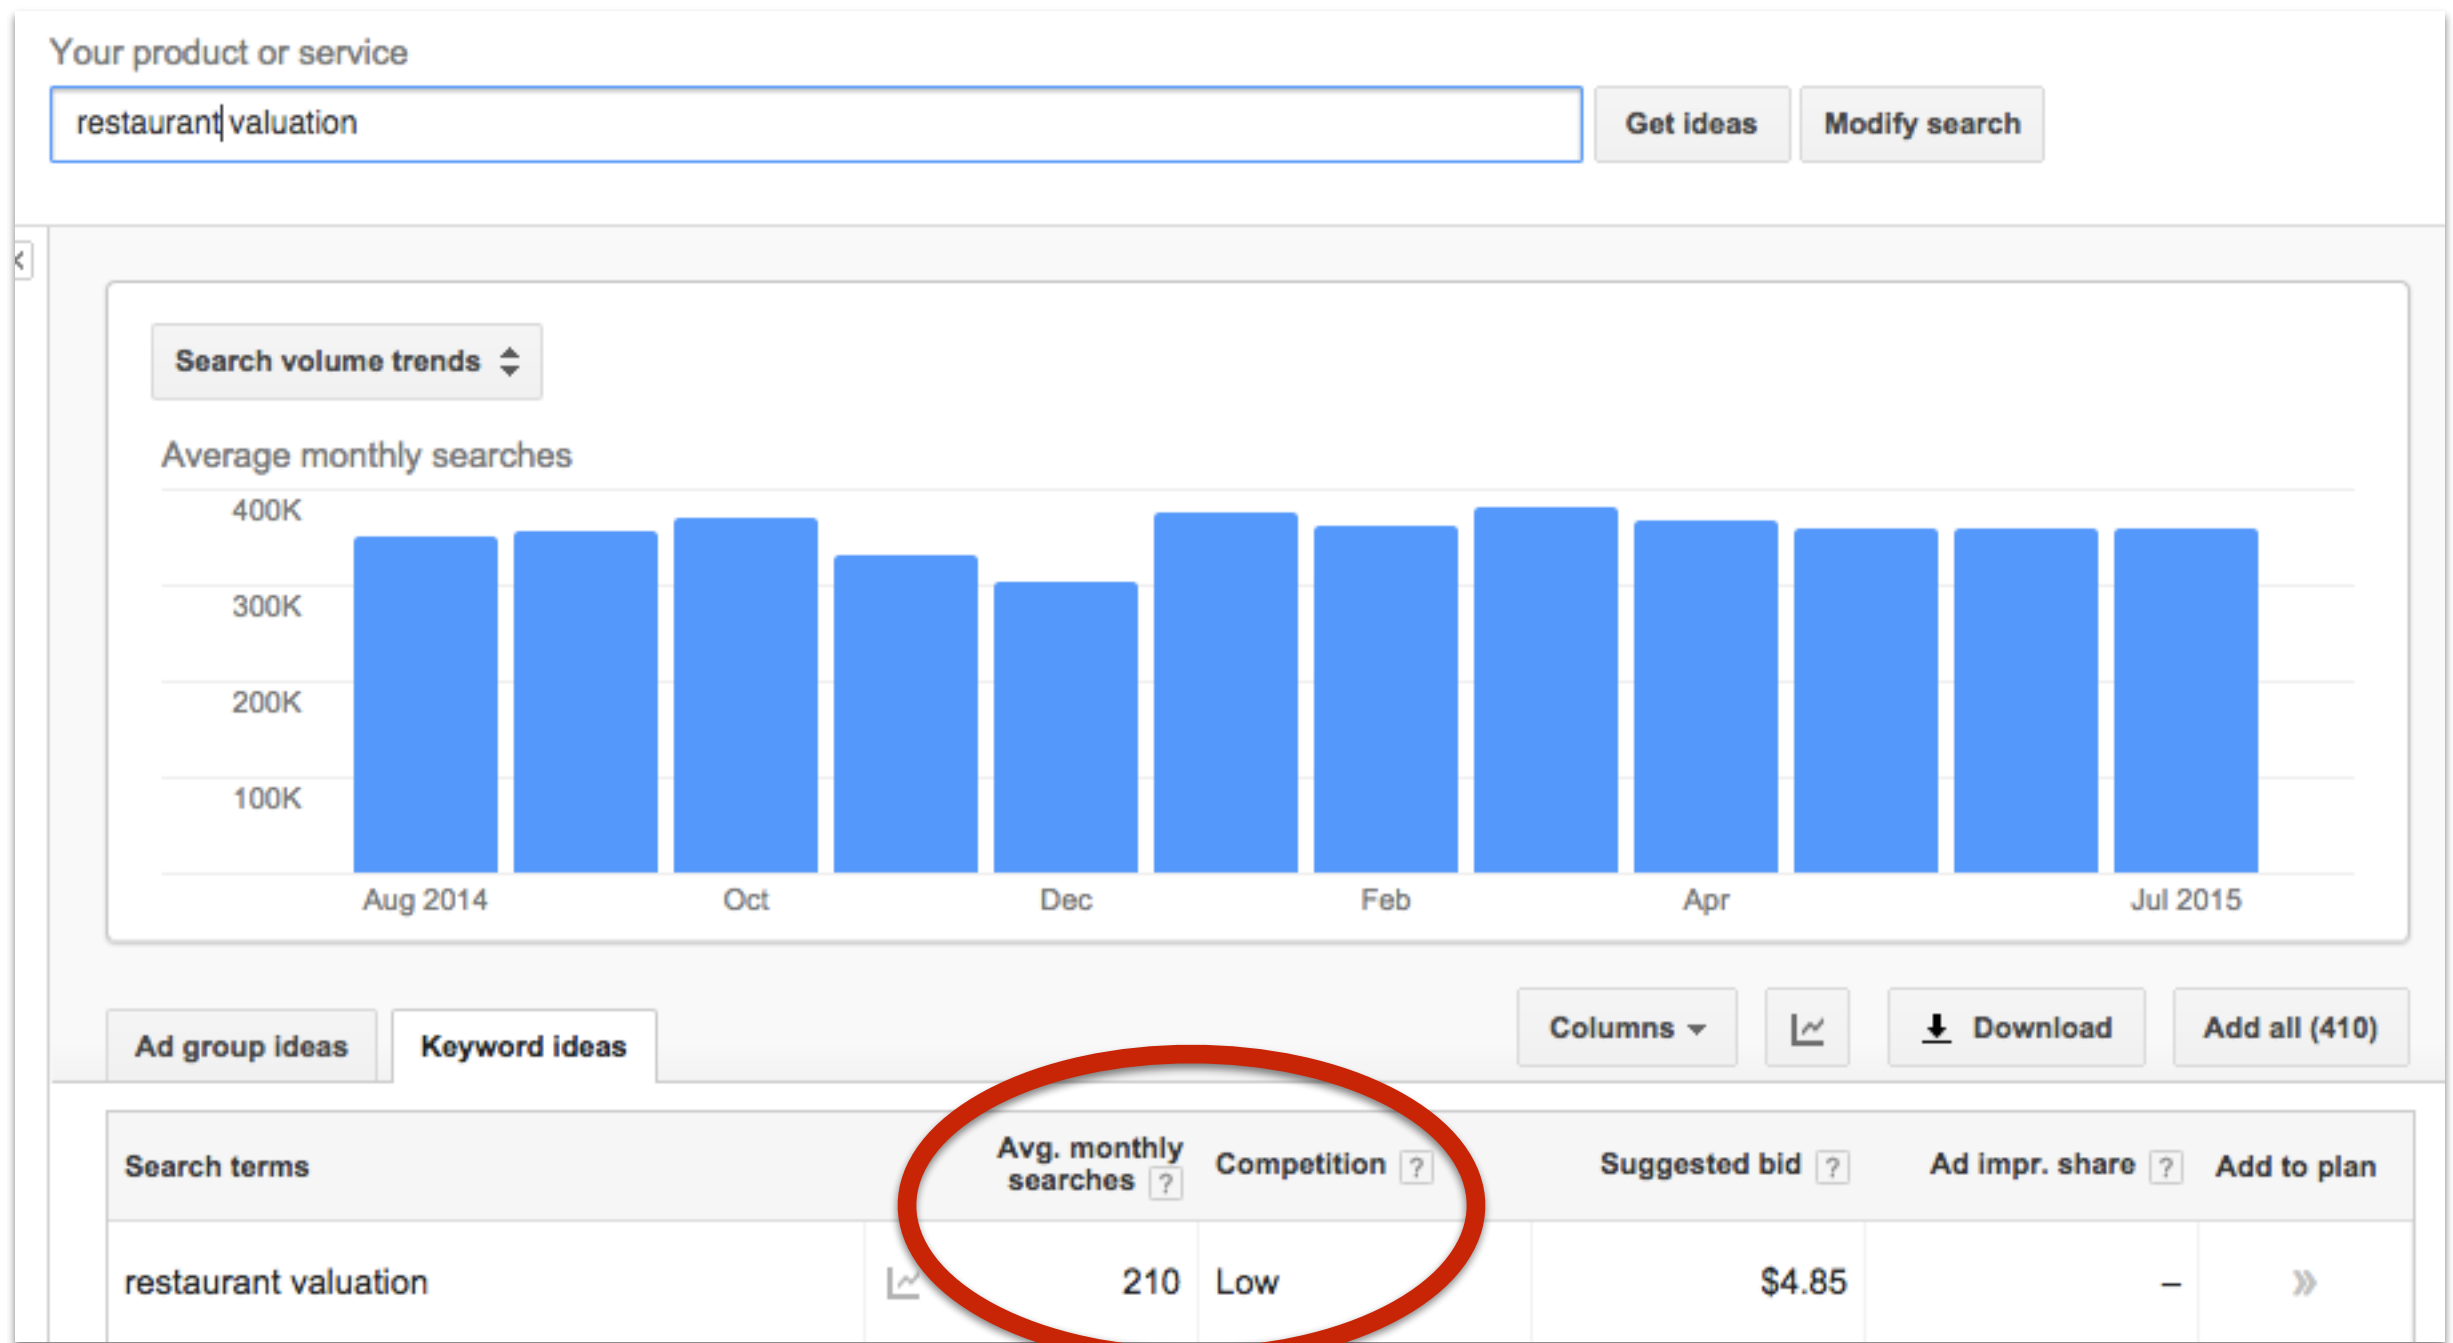 Your product or service
restaurant valuation
Get ideas
Modify search
Search volume trends
Average monthly searches
400K
300K
200K
100K
Aug 2014
Oct
Dec
Feb
Apr
Jul 2015
Ad group ideas
Keyword ideas
Columns
Download
Add all (410)
Search terms
Avg. monthly
searches ?
Competition ?
Suggested bid ?
Ad impr. share ?
Add to plan
restaurant valuation
210
Low
$4.85
–
»